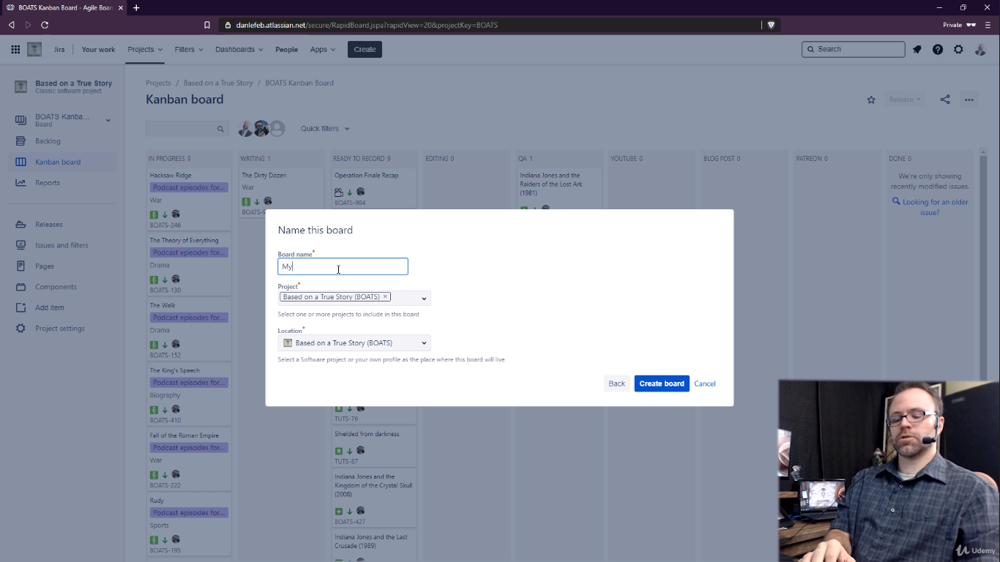 BOATS Kanban Board - Agile Boar
danlefeb.atlassian.net/secure/RapidBoard.jspa?rapidView=20&projectKey=BOATS
Private
Jira
Your work
Projects
Filters
Dashboards
People
Apps
Create
Search
Based on a True Story
Classic software project
BOATS Kanba...
Board
Backlog
Kanban board
Reports
Releases
Issues and filters
Pages
Components
Add item
Project settings
Projects / Based on a True Story / BOATS Kanban Board
Kanban board
Release
Quick filters
IN PROGRESS 9
WRITING 1
READY TO RECORD 9
EDITING 0
QA 1
YOUTUBE 0
BLOG POST 0
PATREON 0
DONE 0
Hacksaw Ridge
Podcast episodes for...
War
BOATS-246
The Theory of Everything
Podcast episodes for...
Drama
BOATS-130
The Walk
Podcast episodes for...
Drama
BOATS-152
The King's Speech
Podcast episodes for...
Biography
BOATS-410
Fall of the Roman Empire
Podcast episodes for...
War
BOATS-222
Rudy
Podcast episodes for...
Sports
BOATS-195
The Dirty Dozen
War
BOATS-9
Operation Finale Recap
BOATS-984
TUTS-76
Shielded from darkness
TUTS-87
Indiana Jones and the
Kingdom of the Crystal Skull
(2008)
BOATS-427
Indiana Jones and the Last
Crusade (1989)
Indiana Jones and the
Raiders of the Lost Ark
(1981)
We're only showing
recently modified issues.
Looking for an older
issue?
Name this board
Board name*
My
Project*
Based on a True Story (BOATS) ×
Select one or more projects to include in this board
Location*
Based on a True Story (BOATS)
Select a Software project or your own profile as the place where this board will live
Back
Create board
Cancel
Udemy